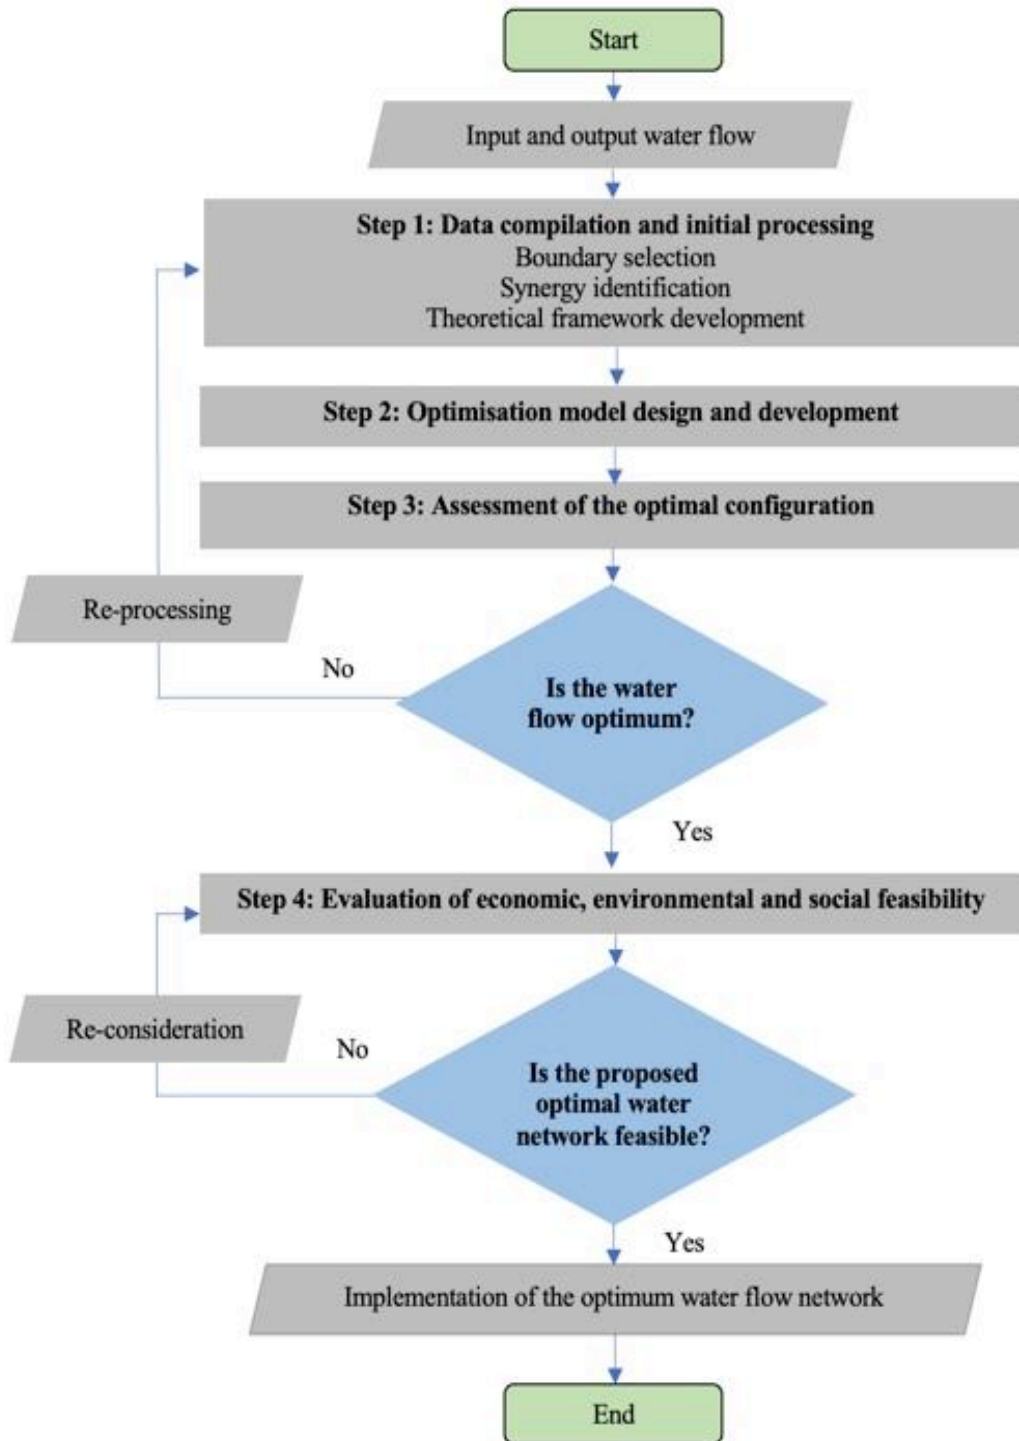 Start
Input and output water flow
Step 1: Data compilation and initial processing
Boundary selection
Synergy identification
Theoretical framework development
Step 2: Optimisation model design and development
Step 3: Assessment of the optimal configuration
Re-processing
No
Is the water
flow optimum?
Yes
Step 4: Evaluation of economic, environmental and social feasibility
Re-consideration
No
Is the proposed
optimal water
network feasible?
Yes
Implementation of the optimum water flow network
End